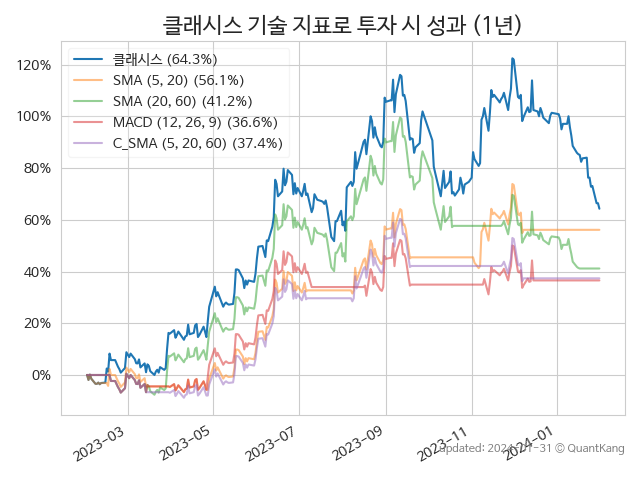 클래시스 기술 지표로 투자 시 성과 (1년)
클래시스 (64.3%)
SMA (5, 20) (56.1%)
SMA (20, 60) (41.2%)
MACD (12, 26, 9) (36.6%)
C_SMA (5, 20, 60) (37.4%)
120%
100%
80%
60%
40%
20%
0%
2023-03
2023-05
2023-07
2023-09
2023-11
2024-01
updated: 2024-01-31 © QuantKang